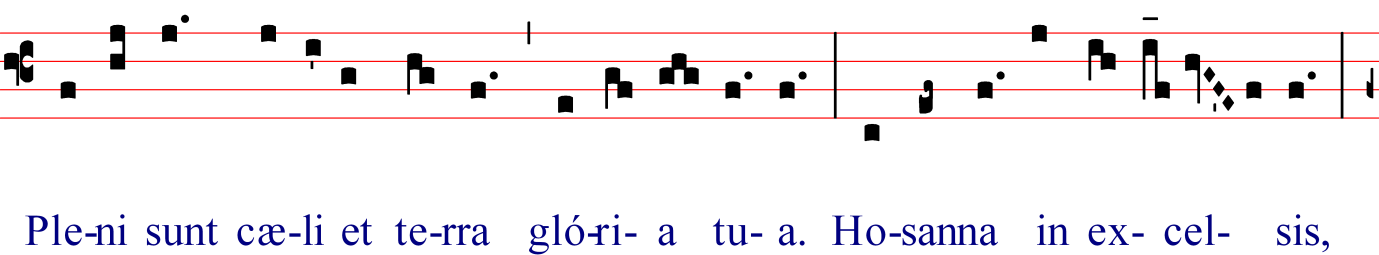 Ple-ni sunt cæ-li et te-rra gló-ri- a tu- a. Ho-sanna in ex- cel- sis,